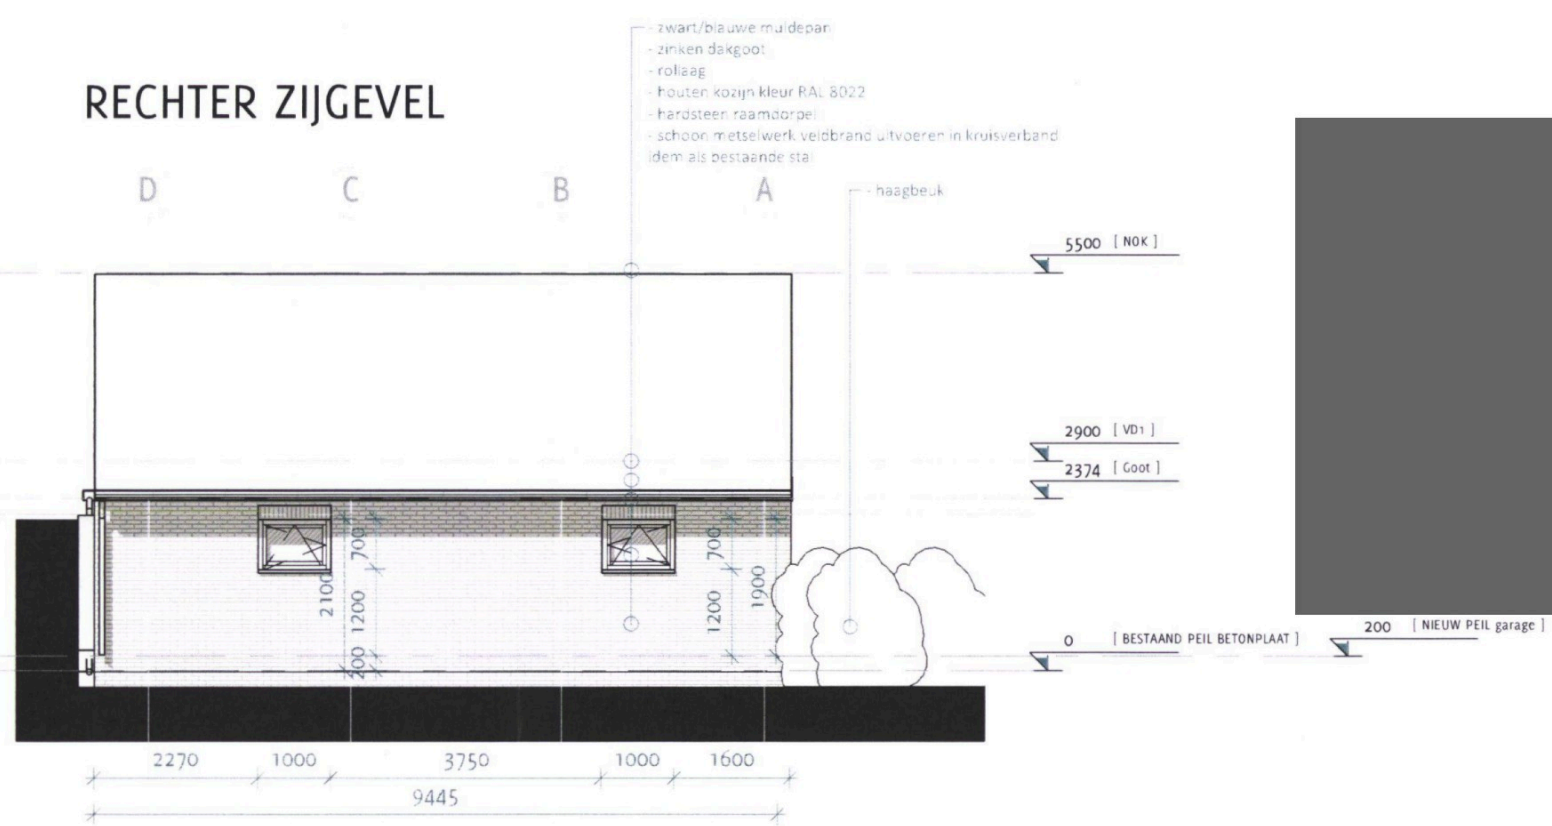 - zwart/blauwe muldepan
- zinken dakgoot
- rollaag
- houten kozijn kleur RAL 8022
- hardsteen raamdorpel
- schoon metselwerk veldbrand uitvoeren in kruisverband
idem als bestaande stal
RECHTER ZIJGEVEL
D C B A
- haagbeuk
5500 [ NOK ]
2900 [ VD1 ]
2374 [ Goot ]
700
2100
1200
200
700
1200
1900
0 [ BESTAAND PEIL BETONPLAAT ]
200 [ NIEUW PEIL garage ]
2270 1000 3750 1000 1600
9445